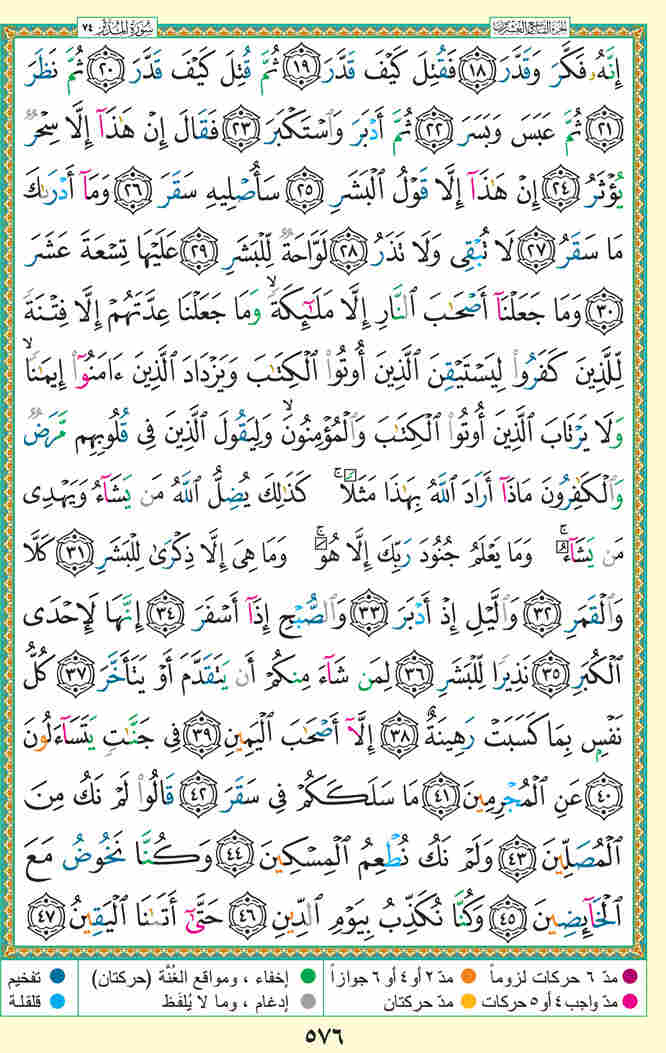 الجزء التاسع والعشرون
سُورَةُ المُدَّثِّر ٧٤
إِنَّهُۥ فَكَّرَ وَقَدَّرَ ﴿١٨﴾ فَقُتِلَ كَيْفَ قَدَّرَ ﴿١٩﴾ ثُمَّ قُتِلَ كَيْفَ قَدَّرَ ﴿٢٠﴾ ثُمَّ نَظَرَ
﴿٢١﴾ ثُمَّ عَبَسَ وَبَسَرَ ﴿٢٢﴾ ثُمَّ أَدْبَرَ وَٱسْتَكْبَرَ ﴿٢٣﴾ فَقَالَ إِنْ هَٰذَآ إِلَّا سِحْرٌ
يُؤْثَرُ ﴿٢٤﴾ إِنْ هَٰذَآ إِلَّا قَوْلُ ٱلْبَشَرِ ﴿٢٥﴾ سَأُصْلِيهِ سَقَرَ ﴿٢٦﴾ وَمَآ أَدْرَىٰكَ
مَا سَقَرُ ﴿٢٧﴾ لَا تُبْقِى وَلَا تَذَرُ ﴿٢٨﴾ لَوَّاحَةٌ لِّلْبَشَرِ ﴿٢٩﴾ عَلَيْهَا تِسْعَةَ عَشَرَ
﴿٣٠﴾ وَمَا جَعَلْنَآ أَصْحَٰبَ ٱلنَّارِ إِلَّا مَلَٰٓئِكَةً ۙ وَمَا جَعَلْنَا عِدَّتَهُمْ إِلَّا فِتْنَةً
لِّلَّذِينَ كَفَرُوا۟ لِيَسْتَيْقِنَ ٱلَّذِينَ أُوتُوا۟ ٱلْكِتَٰبَ وَيَزْدَادَ ٱلَّذِينَ ءَامَنُوٓا۟ إِيمَٰنًا ۙ
وَلَا يَرْتَابَ ٱلَّذِينَ أُوتُوا۟ ٱلْكِتَٰبَ وَٱلْمُؤْمِنُونَ ۙ وَلِيَقُولَ ٱلَّذِينَ فِى قُلُوبِهِم مَّرَضٌ
وَٱلْكَٰفِرُونَ مَاذَآ أَرَادَ ٱللَّهُ بِهَٰذَا مَثَلًا ۚ كَذَٰلِكَ يُضِلُّ ٱللَّهُ مَن يَشَآءُ وَيَهْدِى
مَن يَشَآءُ ۚ وَمَا يَعْلَمُ جُنُودَ رَبِّكَ إِلَّا هُوَ ۚ وَمَا هِىَ إِلَّا ذِكْرَىٰ لِلْبَشَرِ ﴿٣١﴾ كَلَّا
وَٱلْقَمَرِ ﴿٣٢﴾ وَٱلَّيْلِ إِذْ أَدْبَرَ ﴿٣٣﴾ وَٱلصُّبْحِ إِذَآ أَسْفَرَ ﴿٣٤﴾ إِنَّهَا لَإِحْدَى
ٱلْكُبَرِ ﴿٣٥﴾ نَذِيرًا لِّلْبَشَرِ ﴿٣٦﴾ لِمَن شَآءَ مِنكُمْ أَن يَتَقَدَّمَ أَوْ يَتَأَخَّرَ ﴿٣٧﴾ كُلُّ
نَفْسٍۭ بِمَا كَسَبَتْ رَهِينَةٌ ﴿٣٨﴾ إِلَّآ أَصْحَٰبَ ٱلْيَمِينِ ﴿٣٩﴾ فِى جَنَّٰتٍ يَتَسَآءَلُونَ
﴿٤٠﴾ عَنِ ٱلْمُجْرِمِينَ ﴿٤١﴾ مَا سَلَكَكُمْ فِى سَقَرَ ﴿٤٢﴾ قَالُوا۟ لَمْ نَكُ مِنَ
ٱلْمُصَلِّينَ ﴿٤٣﴾ وَلَمْ نَكُ نُطْعِمُ ٱلْمِسْكِينَ ﴿٤٤﴾ وَكُنَّا نَخُوضُ مَعَ
ٱلْخَآئِضِينَ ﴿٤٥﴾ وَكُنَّا نُكَذِّبُ بِيَوْمِ ٱلدِّينِ ﴿٤٦﴾ حَتَّىٰٓ أَتَىٰنَا ٱلْيَقِينُ ﴿٤٧﴾
مدّ ٦ حركات لزوماً مدّ ٢ أو ٤ أو ٦ جوازاً إخفاء ، ومواقع الغُنَّة (حركتان) تفخيم
مدّ واجب ٤ أو ٥ حركات مدّ حركتان إدغام ، وما لا يُلفَظ قلقلة
٥٧٦